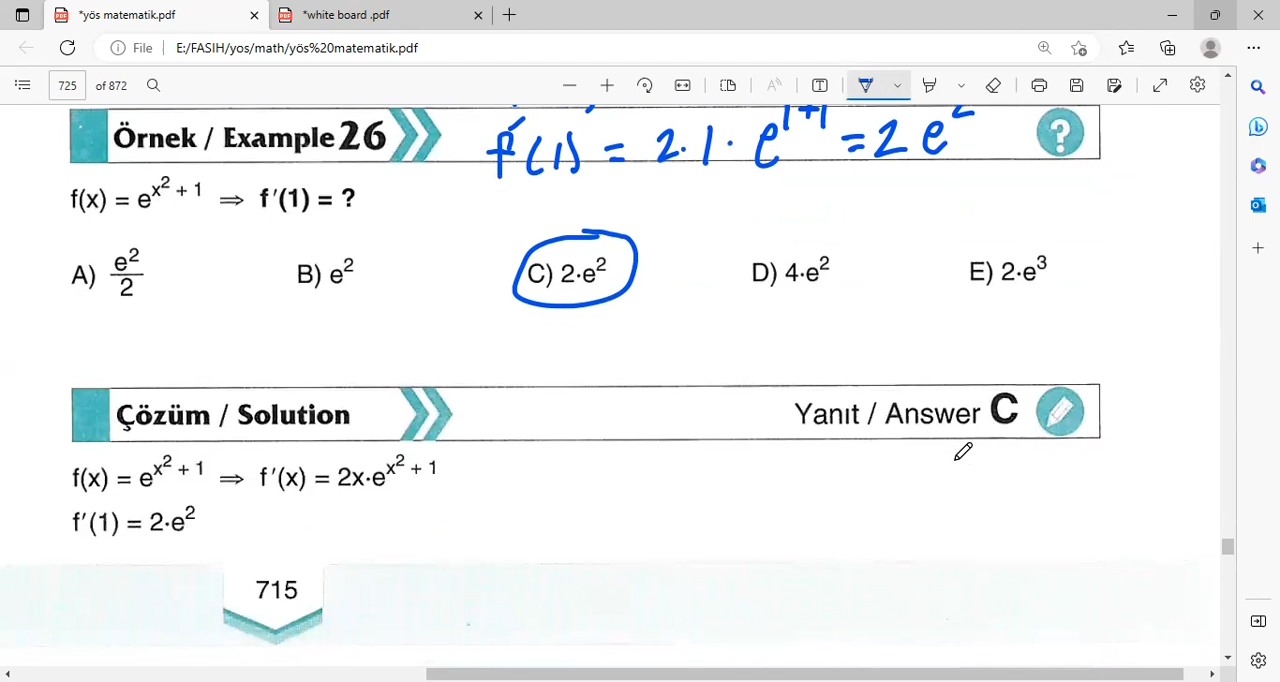 *yös matematik.pdf
*white board .pdf
File E:/FASIH/yos/math/yös%20matematik.pdf
725 of 872
Örnek / Example 26
f'(1) = 2·1·e^{1+1} = 2e^2
f(x) = e^{x^2 + 1} ⇒ f'(1) = ?
A) \frac{e^2}{2} B) e^2 C) 2·e^2 D) 4·e^2 E) 2·e^3
Çözüm / Solution Yanıt / Answer C
f(x) = e^{x^2 + 1} ⇒ f'(x) = 2x·e^{x^2 + 1}
f'(1) = 2·e^2
715